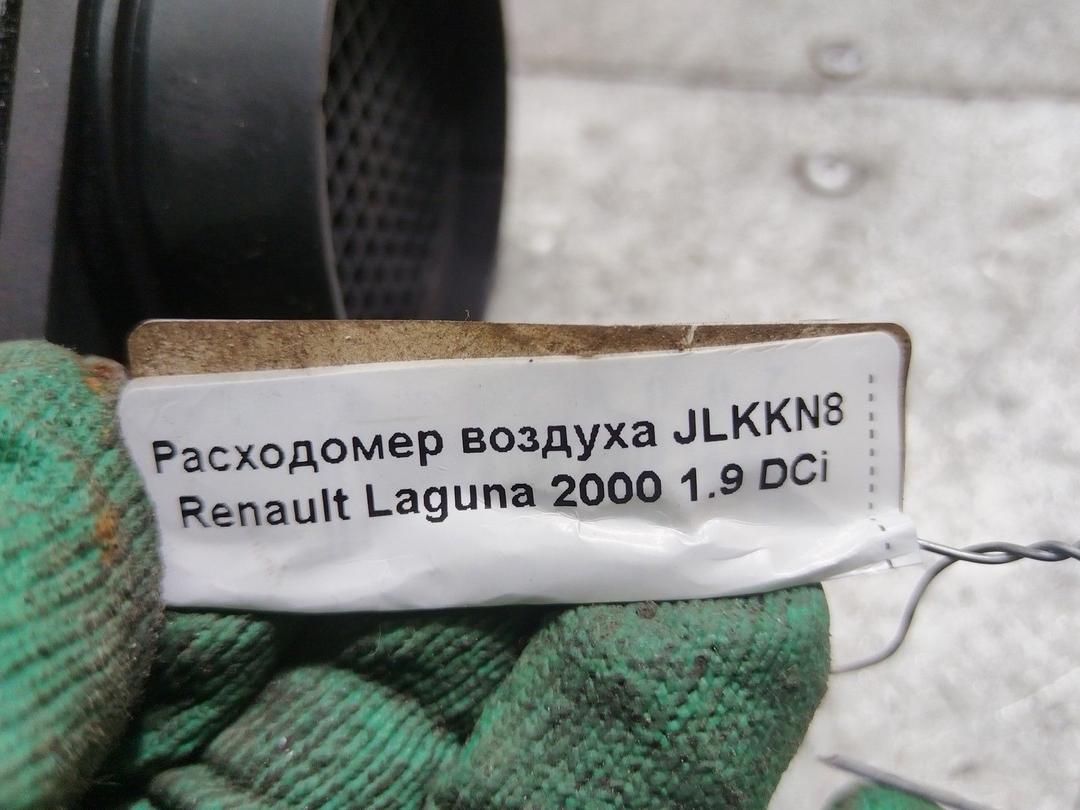 Расходомер воздуха JLKKN8
Renault Laguna 2000 1.9 DCi